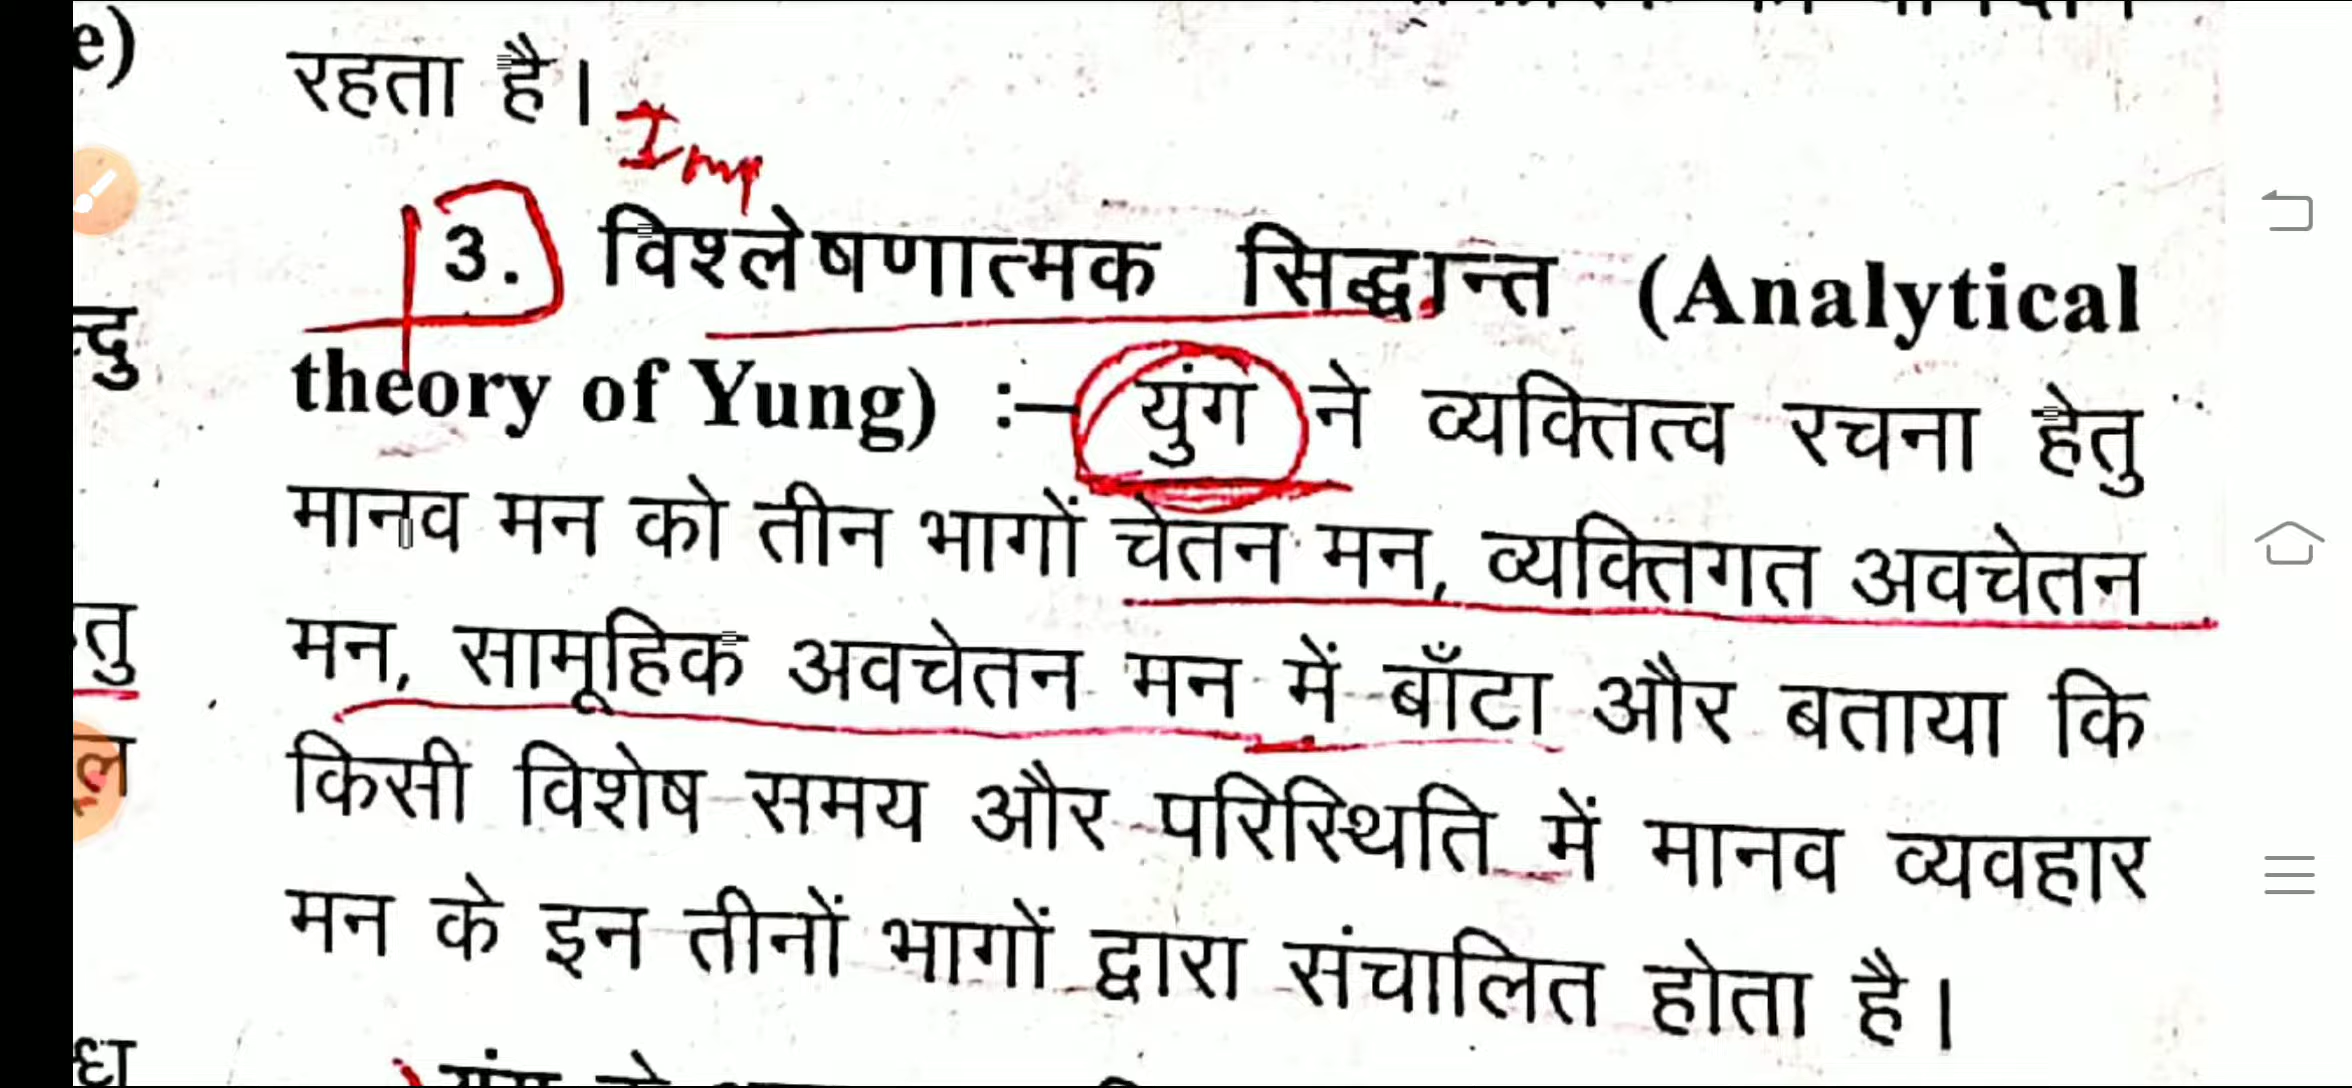 e)
रहता है।
Imp
3. विश्लेषणात्मक सिद्धान्त (Analytical
theory of Yung) :– युंग ने व्यक्तित्व रचना हेतु
मानव मन को तीन भागों चेतन मन, व्यक्तिगत अवचेतन
मन, सामूहिक अवचेतन मन में बाँटा और बताया कि
किसी विशेष समय और परिस्थिति में मानव व्यवहार
मन के इन तीनों भागों द्वारा संचालित होता है।